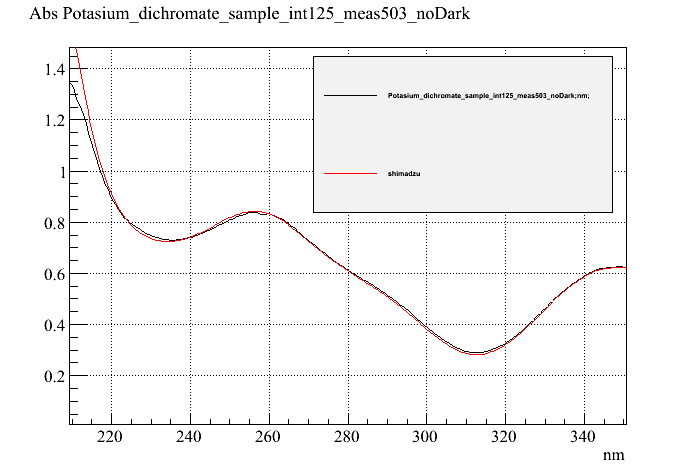 Abs Potasium_dichromate_sample_int125_meas503_noDark
1.4
Potasium_dichromate_sample_int125_meas503_noDark;nm;
1.2
1
shimadzu
0.8
0.6
0.4
0.2
220 240 260 280 300 320 340
nm